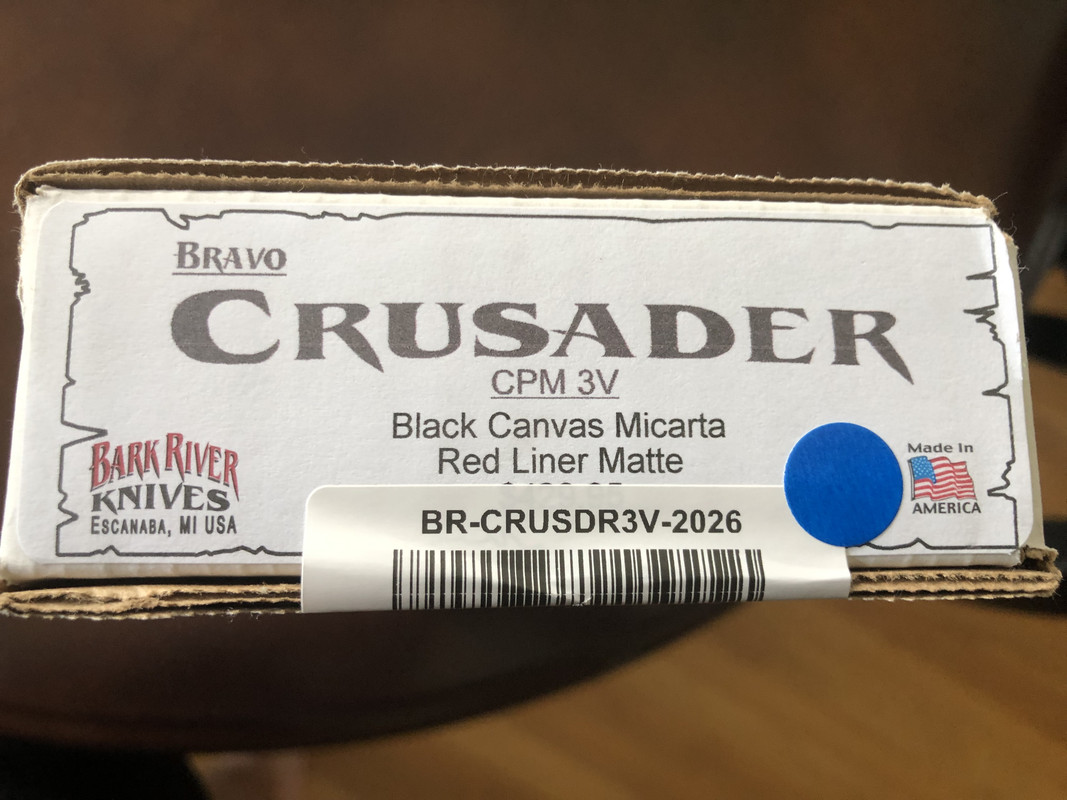 BRAVO
CRUSADER
CPM 3V
Black Canvas Micarta
Red Liner Matte
BARK RIVER
KNIVES
ESCANABA, MI USA
Made In
AMERICA
BR-CRUSDR3V-2026